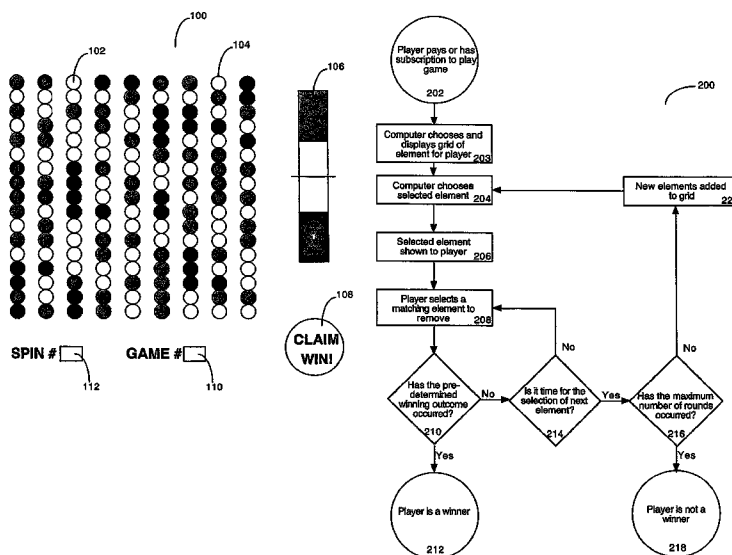 100
102
104
106
CLAIM
WIN!
108
SPIN #
GAME #
112
110
200
Player pays or has
subscription to play
game
202
Computer chooses and
displays grid of
element for player
203
Computer chooses
selected element
204
New elements added
to grid
Selected element
shown to player
206
Player selects a
matching element to
remove
208
No
No
Has the pre-
determined
winning outcome
occurred?
210
No
Is it time for the
selection of next
element?
214
Yes
Has the maximum
number of rounds
occurred?
216
Yes
Yes
Player is a winner
212
Player is not a
winner
218